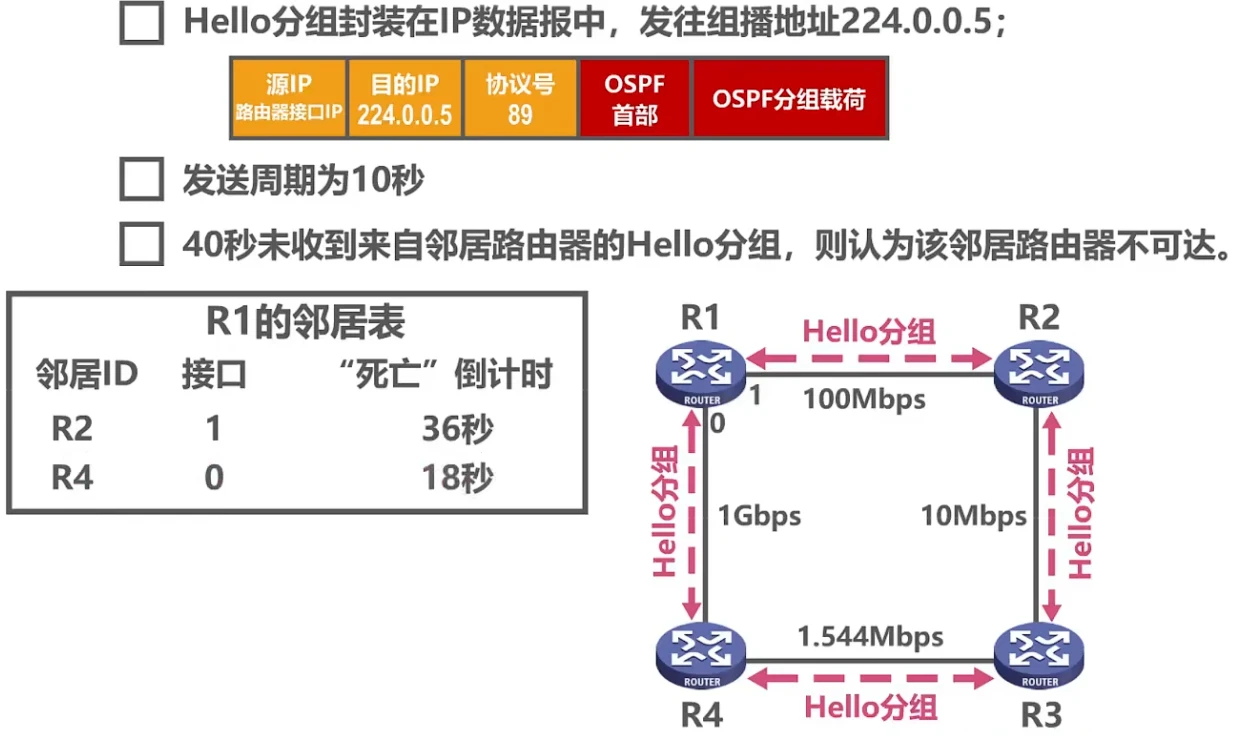 Hello分组封装在IP数据报中，发往组播地址224.0.0.5；
源IP
路由器接口IP
目的IP
224.0.0.5
协议号
89
OSPF
首部
OSPF分组载荷
发送周期为10秒
40秒未收到来自邻居路由器的Hello分组，则认为该邻居路由器不可达。
R1的邻居表
邻居ID 接口 “死亡”倒计时
R2 1 36秒
R4 0 18秒
R1
Hello分组
R2
ROUTER
1
100Mbps
ROUTER
0
Hello分组
1Gbps
10Mbps
Hello分组
1.544Mbps
ROUTER
ROUTER
Hello分组
R4
R3